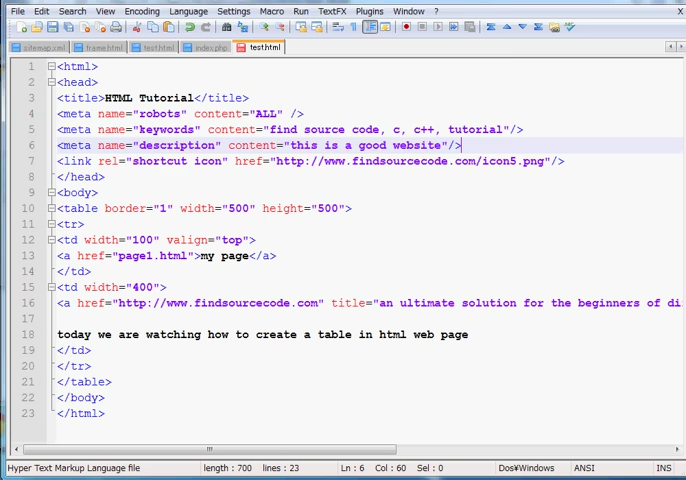 File Edit Search View Encoding Language Settings Macro Run TextFX Plugins Window ?
sitemap.xml frame.html test.html index.php test.html
1 <html>
2 <head>
3 <title>HTML Tutorial</title>
4 <meta name="robots" content="ALL" />
5 <meta name="keywords" content="find source code, c, c++, tutorial"/>
6 <meta name="description" content="this is a good website"/>
7 <link rel="shortcut icon" href="http://www.findsourcecode.com/icon5.png"/>
8 </head>
9 <body>
10 <table border="1" width="500" height="500">
11 <tr>
12 <td width="100" valign="top">
13 <a href="page1.html">my page</a>
14 </td>
15 <td width="400">
16 <a href="http://www.findsourcecode.com" title="an ultimate solution for the beginners of di
17
18 today we are watching how to create a table in html web page
19 </td>
20 </tr>
21 </table>
22 </body>
23 </html>
Hyper Text Markup Language file length : 700 lines : 23 Ln : 6 Col : 60 Sel : 0 Dos¥Windows ANSI INS